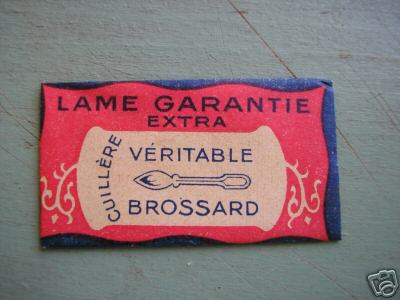 LAME GARANTIE
EXTRA
CUILLÈRE
VÉRITABLE
BROSSARD